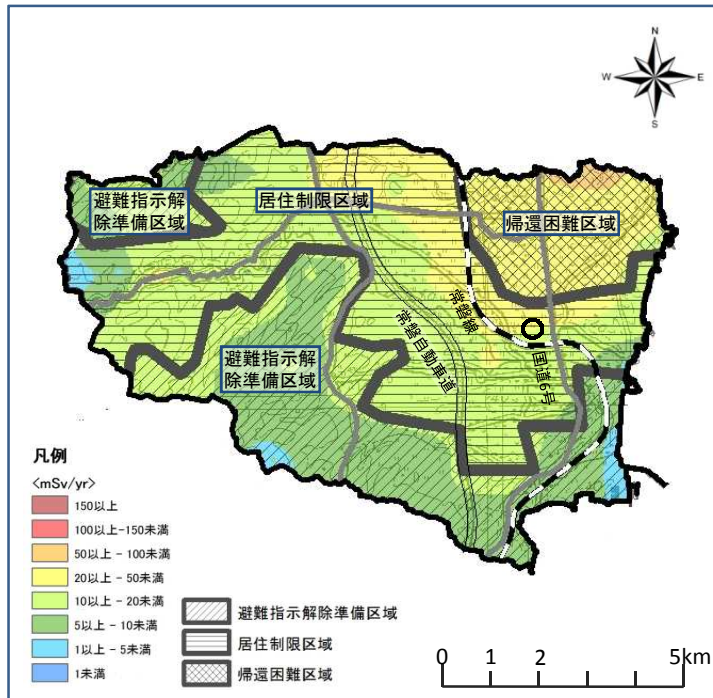 N
W
E
S
避難指示解
除準備区域
居住制限区域
帰還困難区域
常磐線
常磐自動車道
国道6号
避難指示解
除準備区域
凡例
<mSv/yr>
150以上
100以上-150未満
50以上 - 100未満
20以上 - 50未満
10以上 - 20未満
5以上 - 10未満
1以上 - 5未満
1未満
避難指示解除準備区域
居住制限区域
帰還困難区域
0 1 2 5km